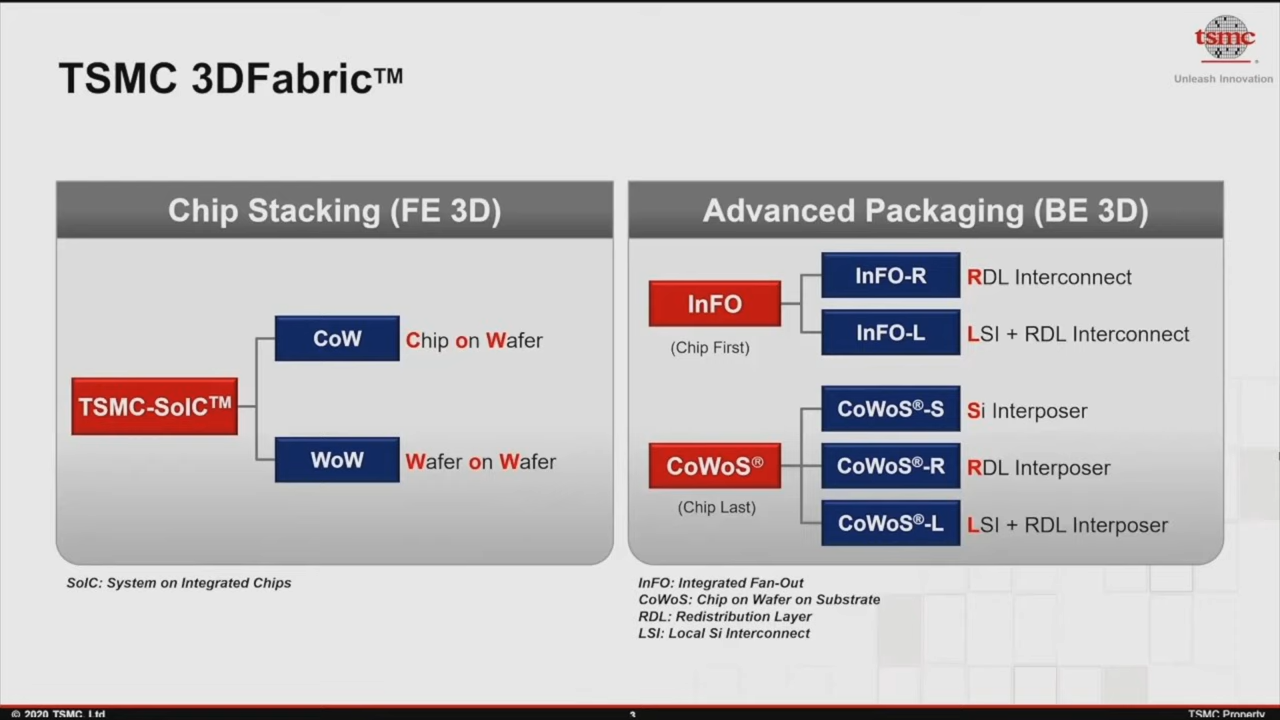 tsmc
Unleash Innovation
TSMC 3DFabric™
Chip Stacking (FE 3D)
TSMC-SoIC™
CoW
Chip on Wafer
WoW
Wafer on Wafer
SoIC: System on Integrated Chips
Advanced Packaging (BE 3D)
InFO
(Chip First)
InFO-R
RDL Interconnect
InFO-L
LSI + RDL Interconnect
CoWoS®
(Chip Last)
CoWoS®-S
Si Interposer
CoWoS®-R
RDL Interposer
CoWoS®-L
LSI + RDL Interposer
InFO: Integrated Fan-Out
CoWoS: Chip on Wafer on Substrate
RDL: Redistribution Layer
LSI: Local Si Interconnect
© 2020 TSMC, Ltd
3
TSMC Property